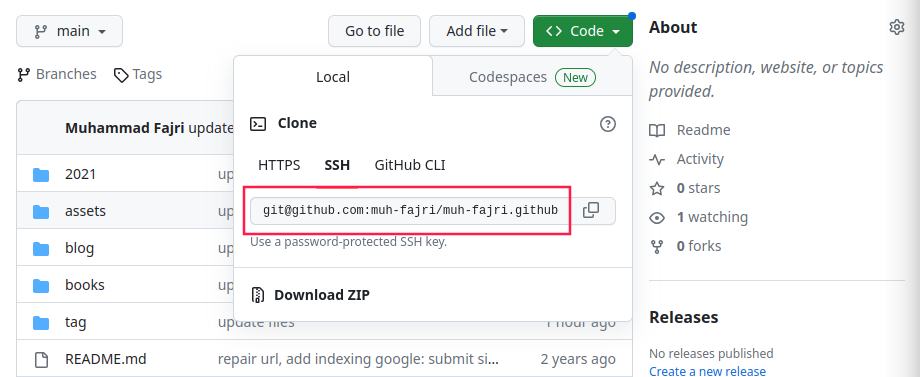 main
Go to file
Add file
Code
Branches
Tags
Local
Codespaces New
Clone
HTTPS SSH GitHub CLI
git@github.com:muh-fajri/muh-fajri.github
Use a password-protected SSH key.
Download ZIP
Muhammad Fajri update
2021
assets
blog
books
tag
update files
1 hour ago
README.md
repair url, add indexing google: submit si...
2 years ago
About
No description, website, or topics
provided.
Readme
Activity
0 stars
1 watching
0 forks
Releases
No releases published
Create a new release